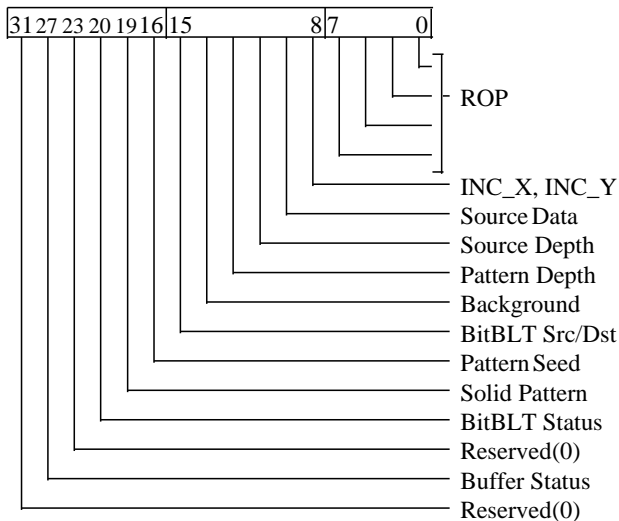 31 27 23 20 19 16 15 8 7 0
ROP
INC_X, INC_Y
Source Data
Source Depth
Pattern Depth
Background
BitBLT Src/Dst
Pattern Seed
Solid Pattern
BitBLT Status
Reserved(0)
Buffer Status
Reserved(0)